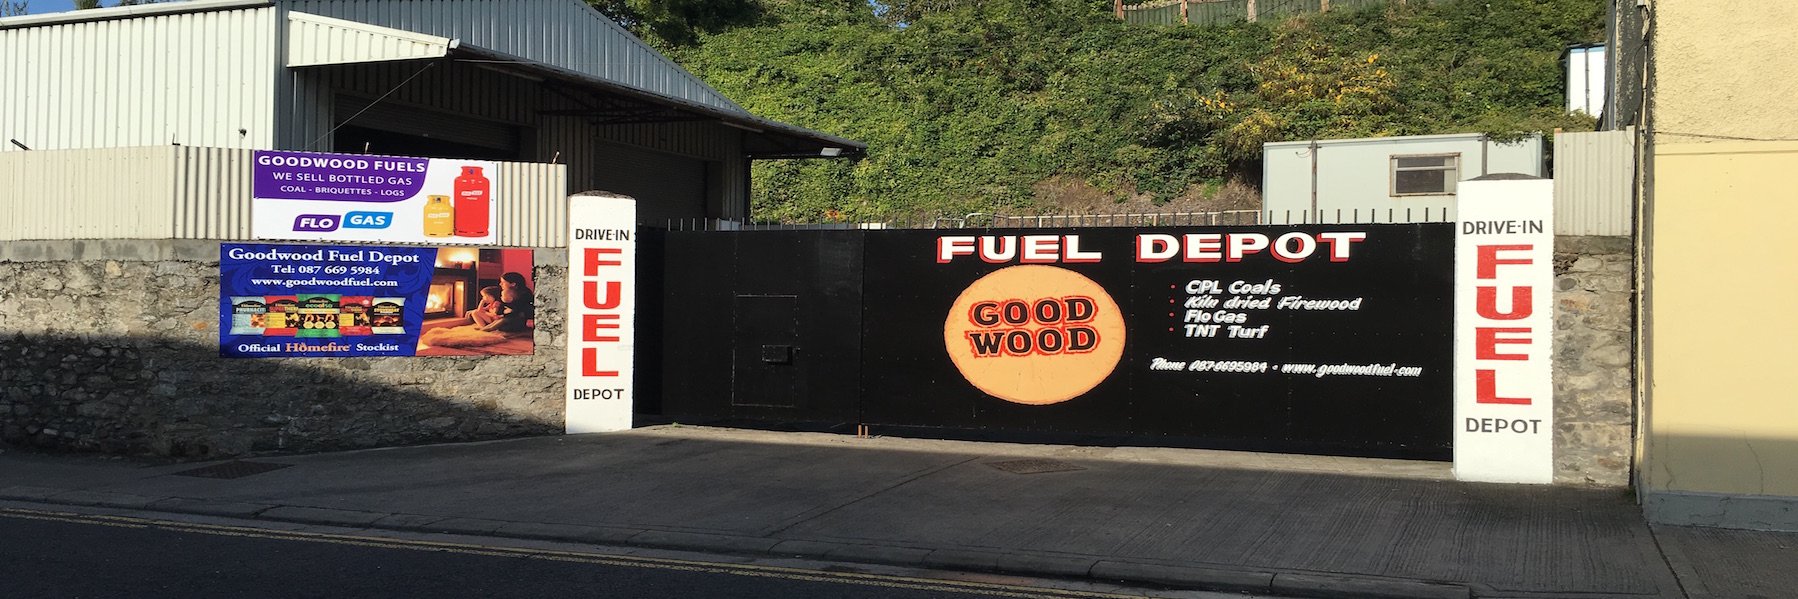 GOODWOOD FUELS
WE SELL BOTTLED GAS
COAL - BRIQUETTES - LOGS
FLO GAS
Goodwood Fuel Depot
Tel: 087 669 5984
www.goodwoodfuel.com
Official Homefire Stockist
DRIVE-IN
FUEL
DEPOT
FUEL DEPOT
GOOD
WOOD
CPL Coals
Kiln dried Firewood
Flo Gas
TNT Turf
Phone 087-6695984 • www.goodwoodfuel.com
DRIVE-IN
FUEL
DEPOT